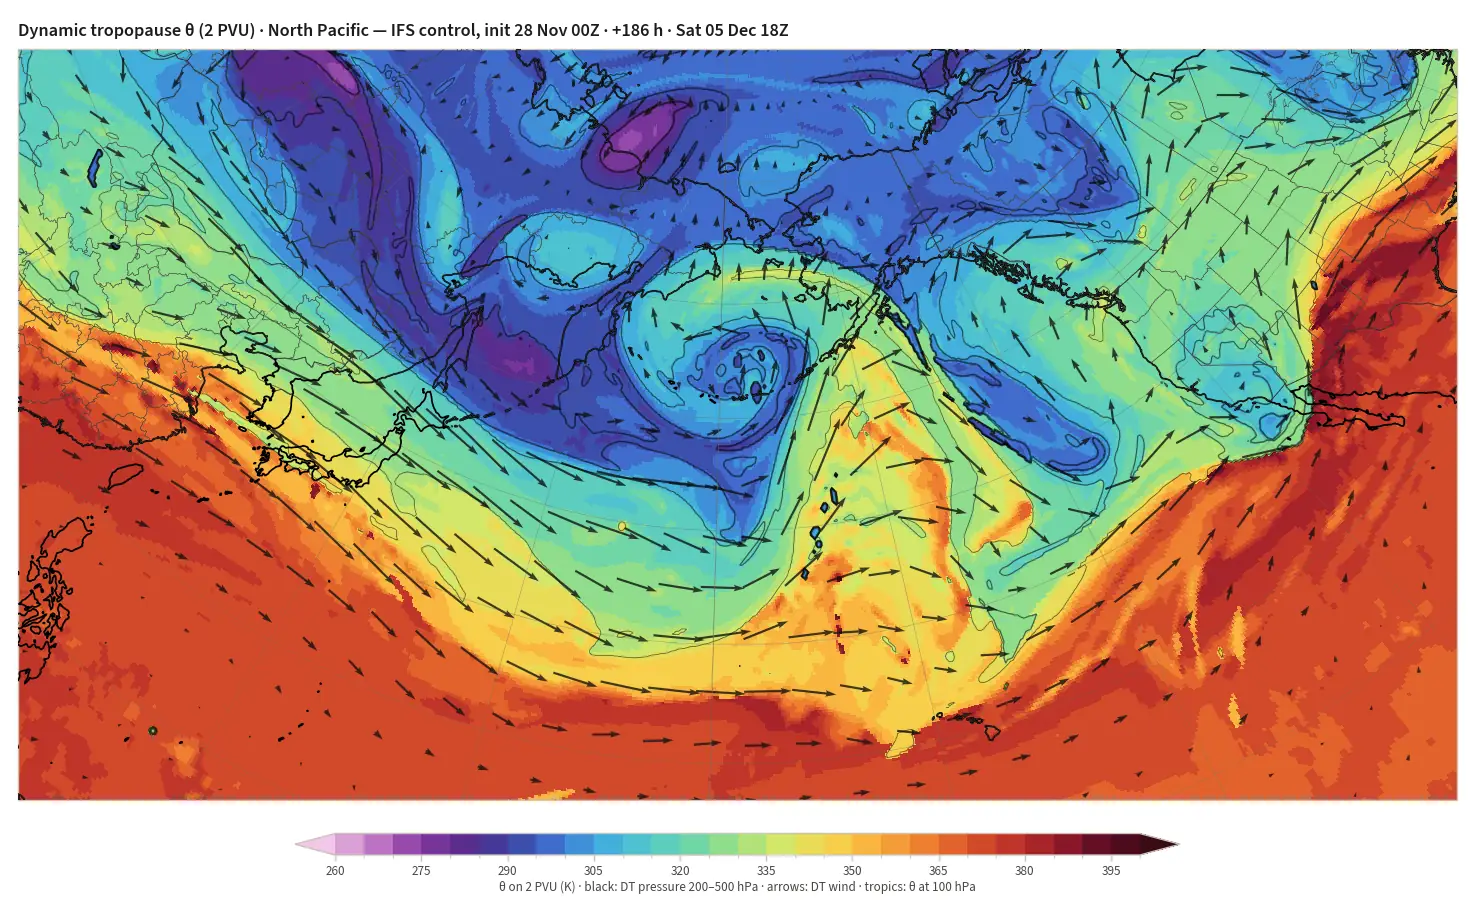 Dynamic tropopause θ (2 PVU) · North Pacific — IFS control, init 28 Nov 00Z · +186 h · Sat 05 Dec 18Z
260 275 290 305 320 335 350 365 380 395
θ on 2 PVU (K) · black: DT pressure 200–500 hPa · arrows: DT wind · tropics: θ at 100 hPa